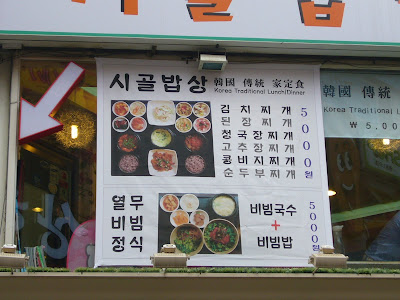 시골밥상 韓國 傳統 家定食
Korea Traditional Lunch/Dinner
김치찌개
된장찌개
청국장찌개
고추장찌개
콩비지찌개
순두부찌개
5000원
열무
비빔
정식
비빔국수
+
비빔밥
5000원
韓國 傳統
Korea Traditional L
₩ 5,00